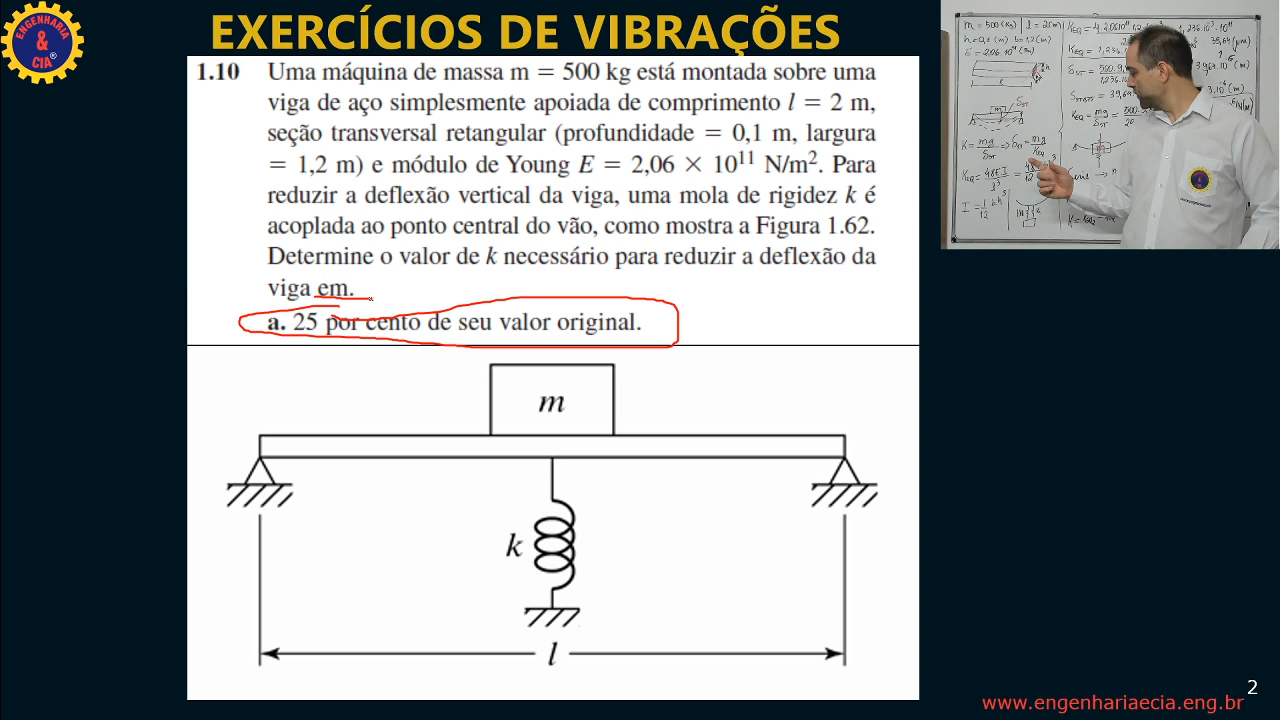 EXERCÍCIOS DE VIBRAÇÕES
ENGENHARIA
&
CIA
®
1.10 Uma máquina de massa m = 500 kg está montada sobre uma
viga de aço simplesmente apoiada de comprimento l = 2 m,
seção transversal retangular (profundidade = 0,1 m, largura
= 1,2 m) e módulo de Young E = 2,06 × 10¹¹ N/m². Para
reduzir a deflexão vertical da viga, uma mola de rigidez k é
acoplada ao ponto central do vão, como mostra a Figura 1.62.
Determine o valor de k necessário para reduzir a deflexão da
viga em.
a. 25 por cento de seu valor original.
m
k
l
m = 500 (kg)
2
www.engenhariaecia.eng.br